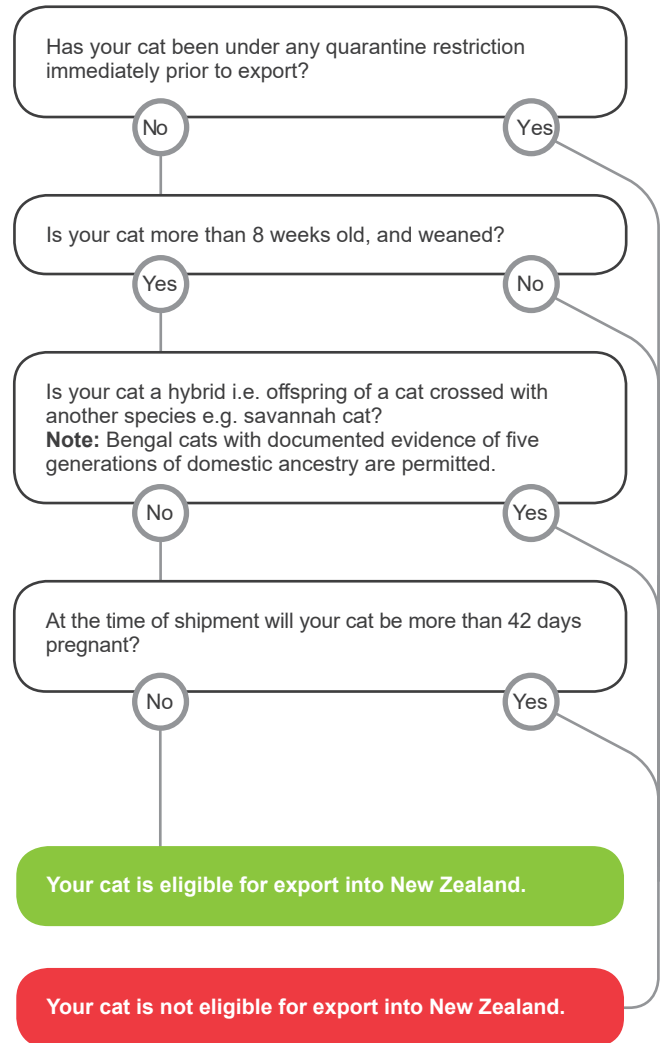 Has your cat been under any quarantine restriction
immediately prior to export?
No
Yes
Is your cat more than 8 weeks old, and weaned?
Yes
No
Is your cat a hybrid i.e. offspring of a cat crossed with
another species e.g. savannah cat?
Note: Bengal cats with documented evidence of five
generations of domestic ancestry are permitted.
No
Yes
At the time of shipment will your cat be more than 42 days
pregnant?
No
Yes
Your cat is eligible for export into New Zealand.
Your cat is not eligible for export into New Zealand.